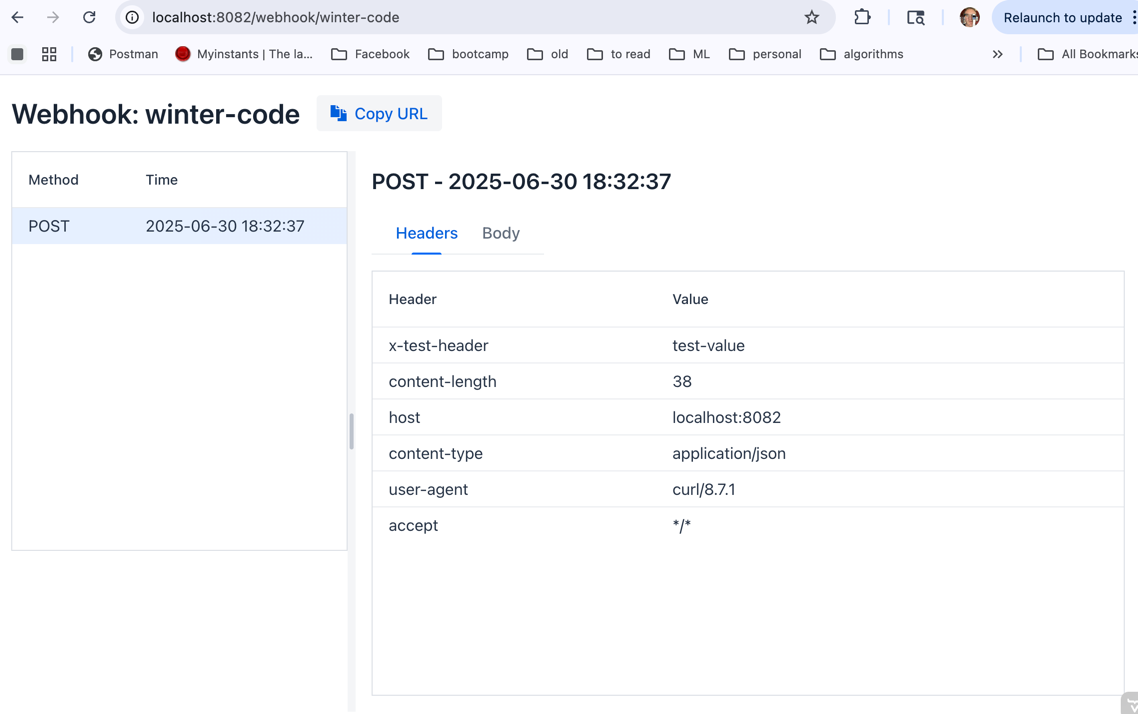 localhost:8082/webhook/winter-code
Relaunch to update
Postman
Myinstants | The la...
Facebook
bootcamp
old
to read
ML
personal
algorithms
All Bookmarks
Webhook: winter-code
Copy URL
Method Time
POST 2025-06-30 18:32:37
POST - 2025-06-30 18:32:37
Headers Body
Header Value
x-test-header test-value
content-length 38
host localhost:8082
content-type application/json
user-agent curl/8.7.1
accept */*